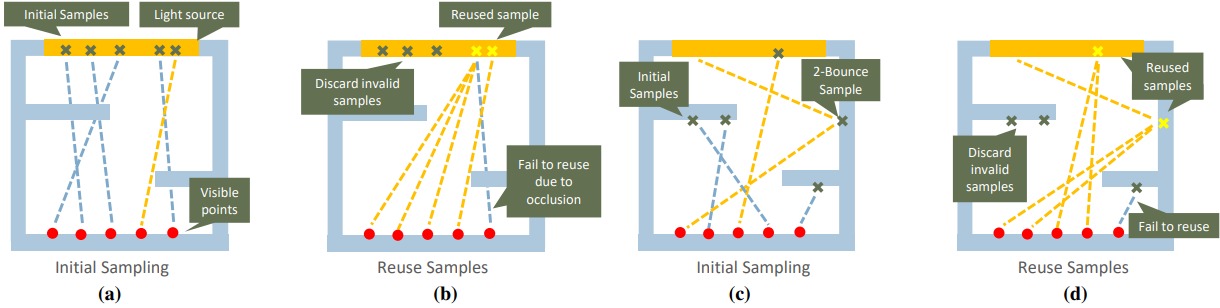 Initial Samples
Light source
Visible
points
Initial Sampling
(a)
Reused sample
Discard invalid
samples
Fail to reuse
due to
occlusion
Reuse Samples
(b)
Initial
Samples
2-Bounce
Sample
Initial Sampling
(c)
Reused
samples
Discard
invalid
samples
Fail to reuse
Reuse Samples
(d)